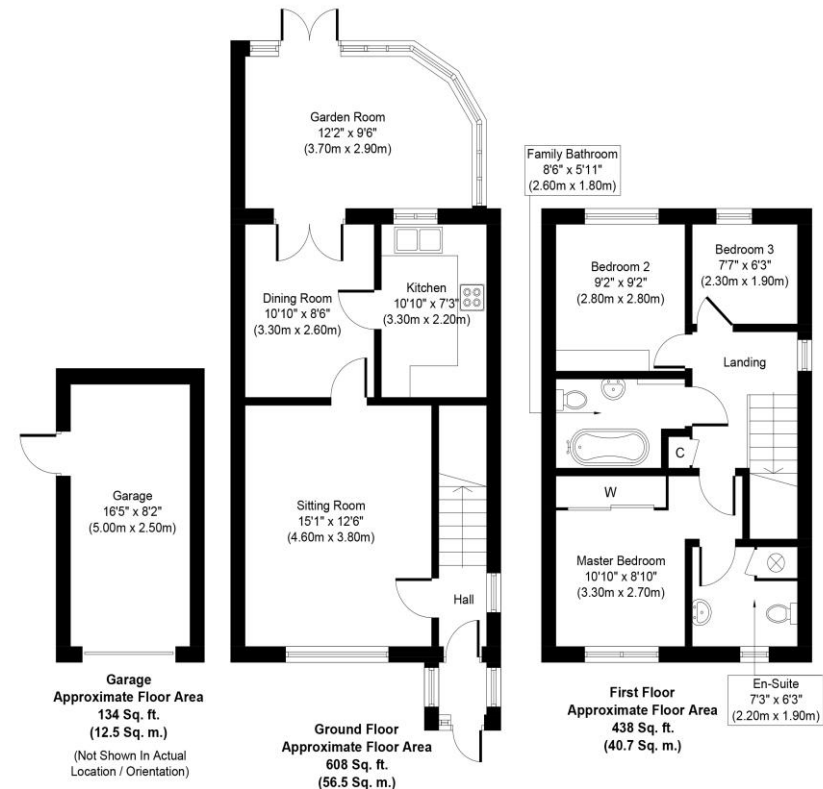 Garden Room
12'2" x 9'6"
(3.70m x 2.90m)
Family Bathroom
8'6" x 5'11"
(2.60m x 1.80m)
Dining Room
10'10" x 8'6"
(3.30m x 2.60m)
Kitchen
10'10" x 7'3"
(3.30m x 2.20m)
Bedroom 2
9'2" x 9'2"
(2.80m x 2.80m)
Bedroom 3
7'7" x 6'3"
(2.30m x 1.90m)
Landing
C
W
Garage
16'5" x 8'2"
(5.00m x 2.50m)
Sitting Room
15'1" x 12'6"
(4.60m x 3.80m)
Hall
Master Bedroom
10'10" x 8'10"
(3.30m x 2.70m)
En-Suite
7'3" x 6'3"
(2.20m x 1.90m)
Garage
Approximate Floor Area
134 Sq. ft.
(12.5 Sq. m.)
(Not Shown In Actual
Location / Orientation)
Ground Floor
Approximate Floor Area
608 Sq. ft.
(56.5 Sq. m.)
First Floor
Approximate Floor Area
438 Sq. ft.
(40.7 Sq. m.)